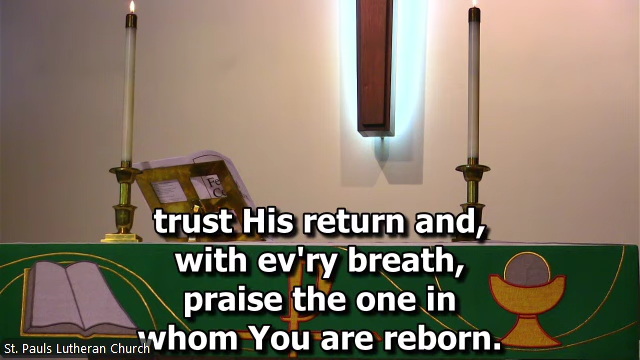 trust His return and,
with ev'ry breath,
praise the one in
whom You are reborn.
St. Pauls Lutheran Church